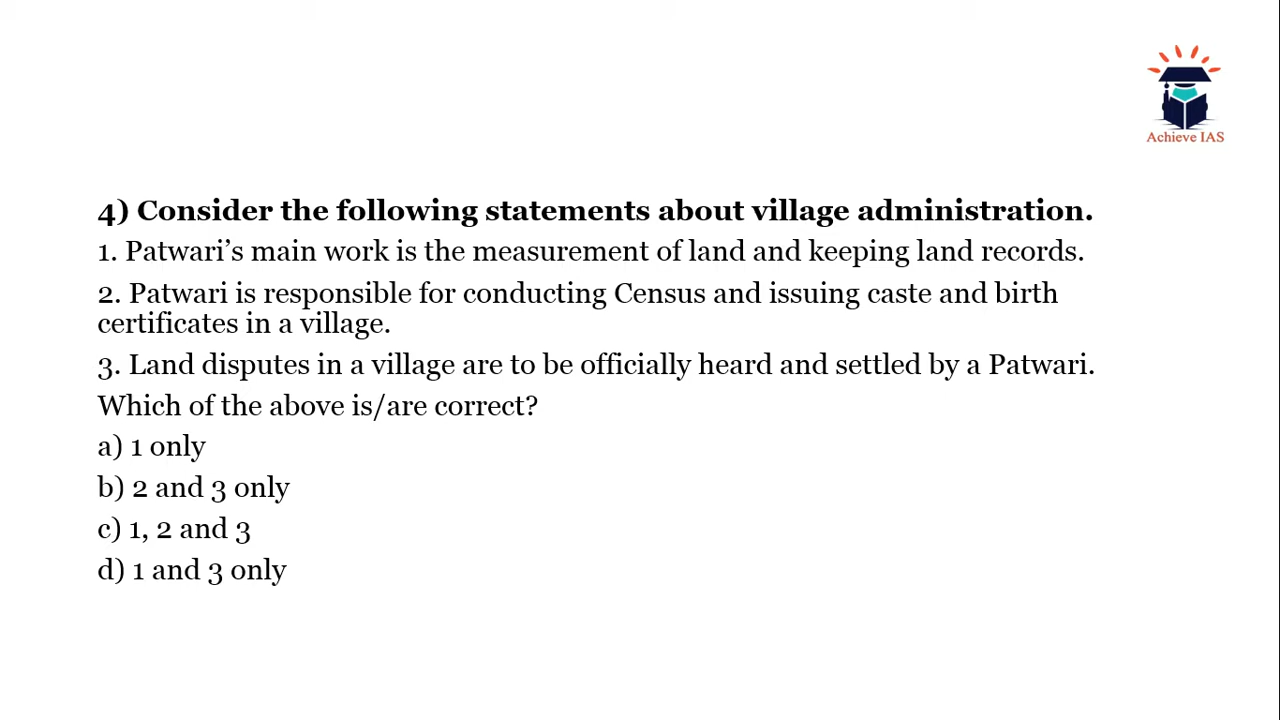 Achieve IAS
4) Consider the following statements about village administration.
1. Patwari’s main work is the measurement of land and keeping land records.
2. Patwari is responsible for conducting Census and issuing caste and birth
certificates in a village.
3. Land disputes in a village are to be officially heard and settled by a Patwari.
Which of the above is/are correct?
a) 1 only
b) 2 and 3 only
c) 1, 2 and 3
d) 1 and 3 only